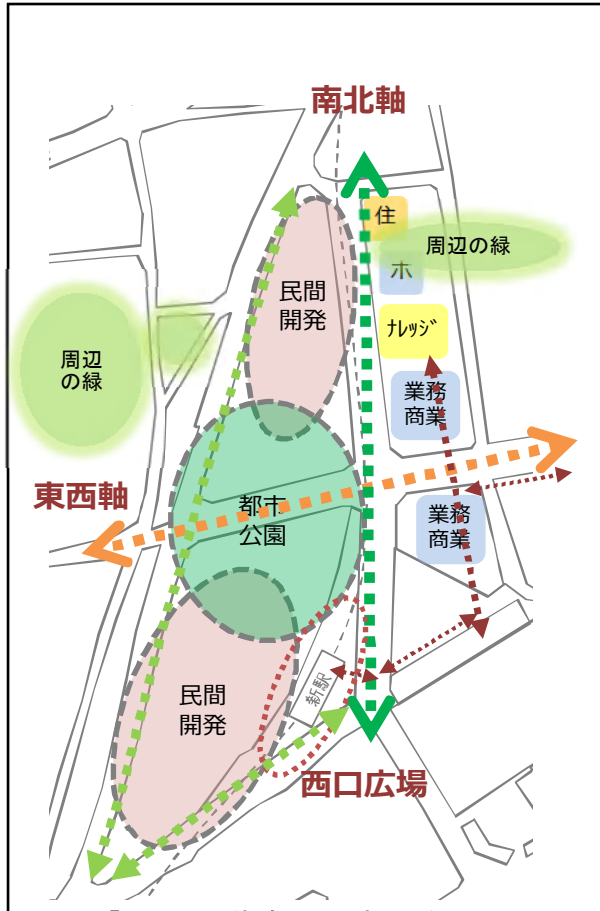 南北軸
住
周辺の緑
ホ
民間
開発
ﾅﾚｯｼﾞ
周辺
の緑
業務
商業
東西軸
都市
公園
業務
商業
新駅
民間
開発
西口広場